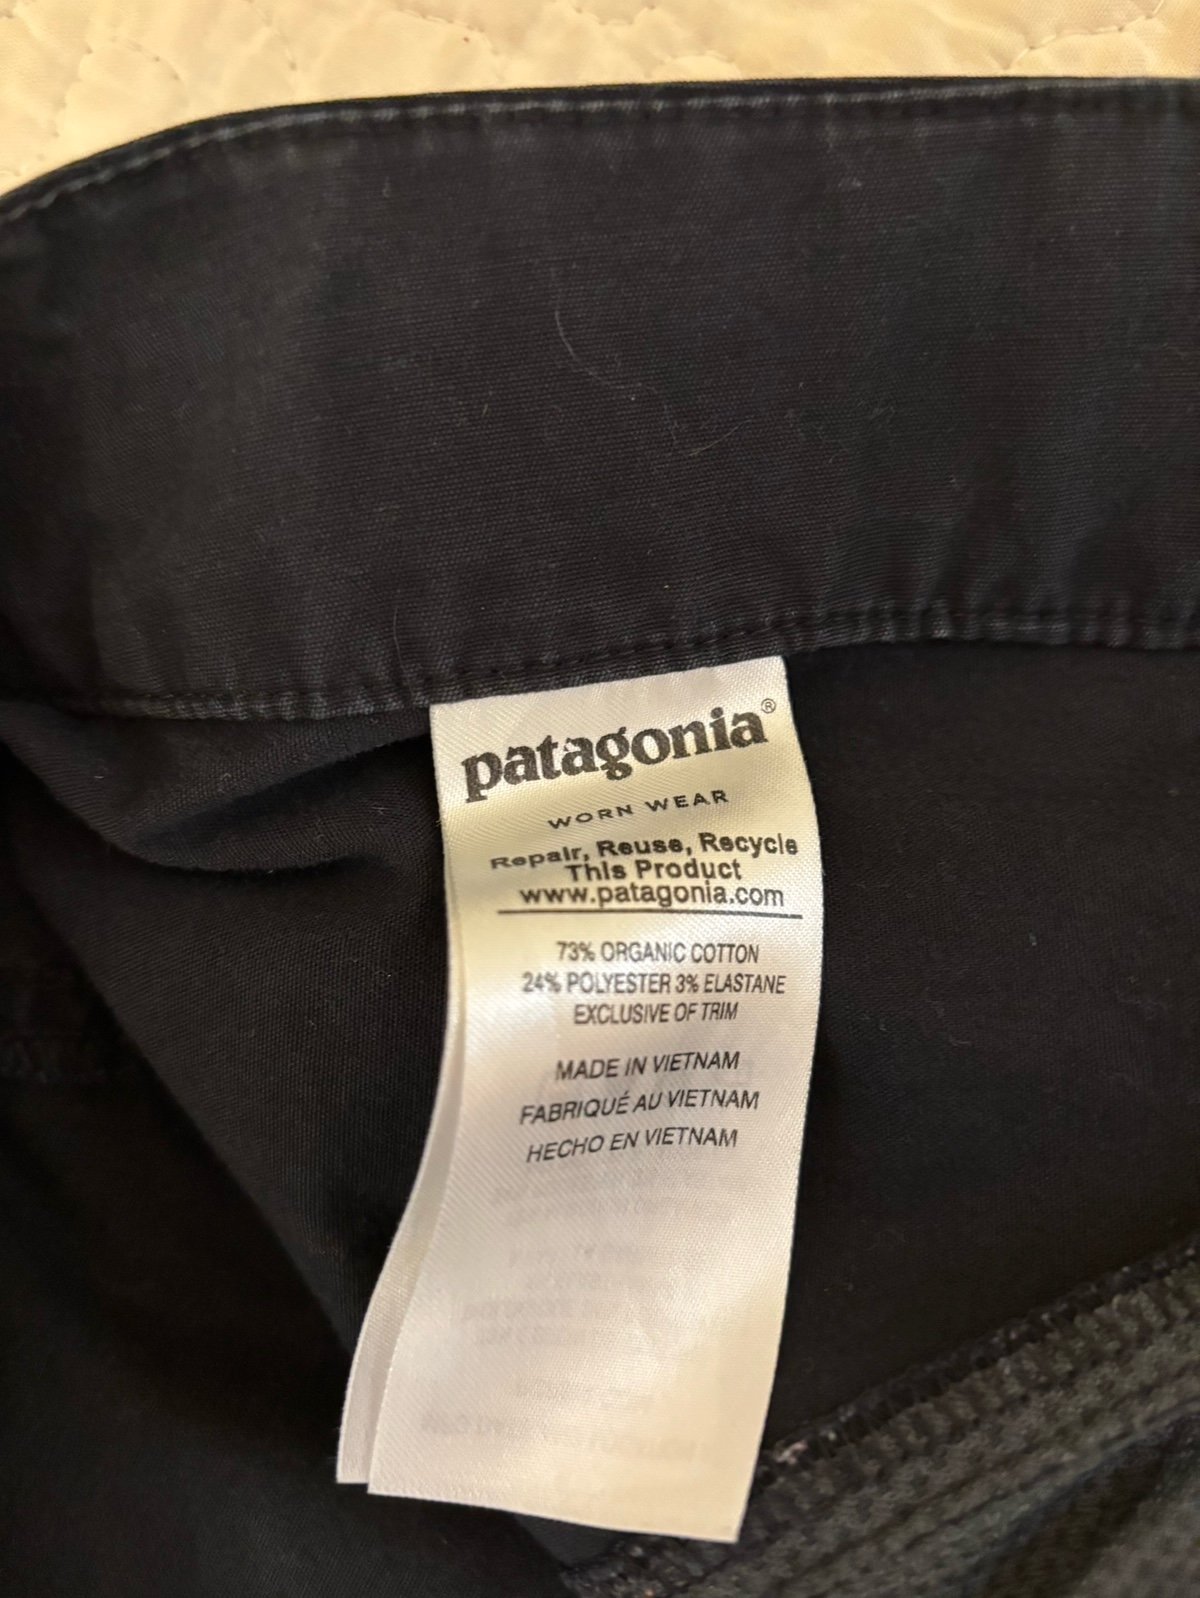 patagonia®
WORN WEAR
Repair, Reuse, Recycle
This Product
www.patagonia.com
73% ORGANIC COTTON
24% POLYESTER 3% ELASTANE
EXCLUSIVE OF TRIM
MADE IN VIETNAM
FABRIQUÉ AU VIETNAM
HECHO EN VIETNAM